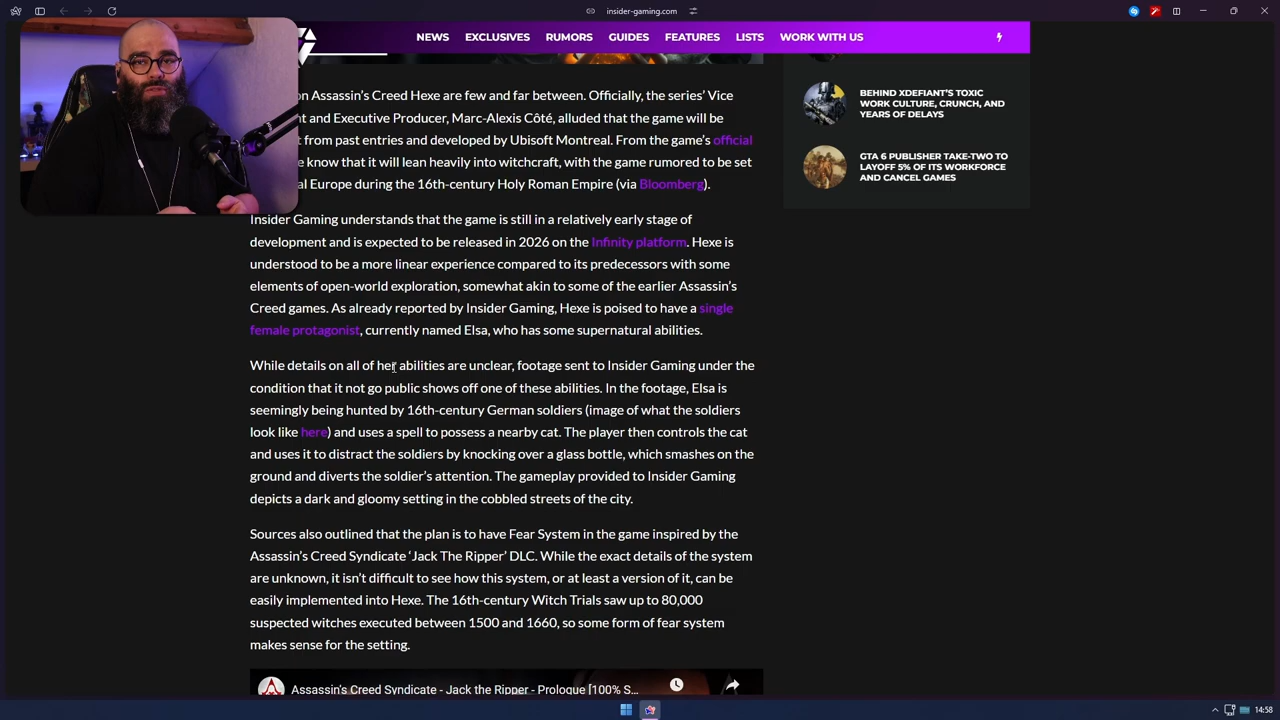 insider-gaming.com
NEWS EXCLUSIVES RUMORS GUIDES FEATURES LISTS WORK WITH US
on Assassin's Creed Hexe are few and far between. Officially, the series' Vice
nt and Executive Producer, Marc-Alexis Côté, alluded that the game will be
t from past entries and developed by Ubisoft Montreal. From the game's official
e know that it will lean heavily into witchcraft, with the game rumored to be set
al Europe during the 16th-century Holy Roman Empire (via Bloomberg).
Insider Gaming understands that the game is still in a relatively early stage of
development and is expected to be released in 2026 on the Infinity platform. Hexe is
understood to be a more linear experience compared to its predecessors with some
elements of open-world exploration, somewhat akin to some of the earlier Assassin's
Creed games. As already reported by Insider Gaming, Hexe is poised to have a single
female protagonist, currently named Elsa, who has some supernatural abilities.
While details on all of her abilities are unclear, footage sent to Insider Gaming under the
condition that it not go public shows off one of these abilities. In the footage, Elsa is
seemingly being hunted by 16th-century German soldiers (image of what the soldiers
look like here) and uses a spell to possess a nearby cat. The player then controls the cat
and uses it to distract the soldiers by knocking over a glass bottle, which smashes on the
ground and diverts the soldier's attention. The gameplay provided to Insider Gaming
depicts a dark and gloomy setting in the cobbled streets of the city.
Sources also outlined that the plan is to have Fear System in the game inspired by the
Assassin's Creed Syndicate 'Jack The Ripper' DLC. While the exact details of the system
are unknown, it isn't difficult to see how this system, or at least a version of it, can be
easily implemented into Hexe. The 16th-century Witch Trials saw up to 80,000
suspected witches executed between 1500 and 1660, so some form of fear system
makes sense for the setting.
Assassin's Creed Syndicate - Jack the Ripper - Prologue [100% S...
BEHIND XDEFIANT'S TOXIC
WORK CULTURE, CRUNCH, AND
YEARS OF DELAYS
GTA 6 PUBLISHER TAKE-TWO TO
LAYOFF 5% OF ITS WORKFORCE
AND CANCEL GAMES
14:58